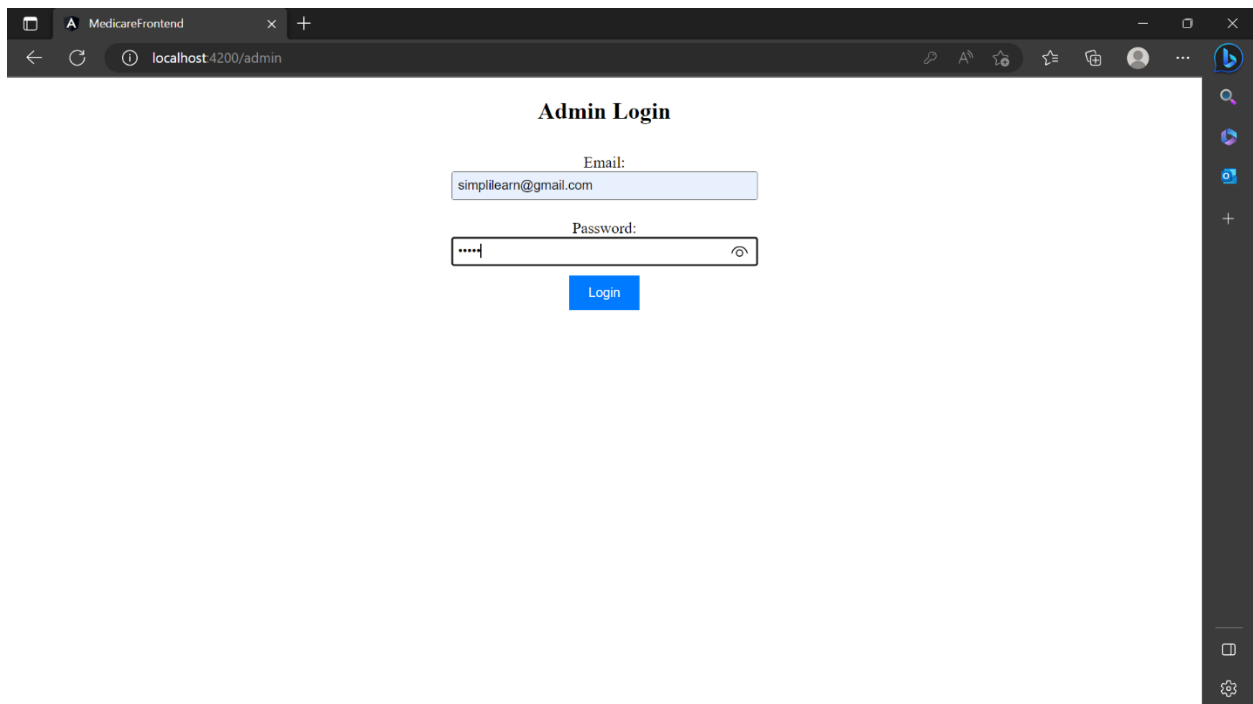 MedicareFrontend
localhost:4200/admin
Admin Login
Email:
simplilearn@gmail.com
Password:
•••••
Login